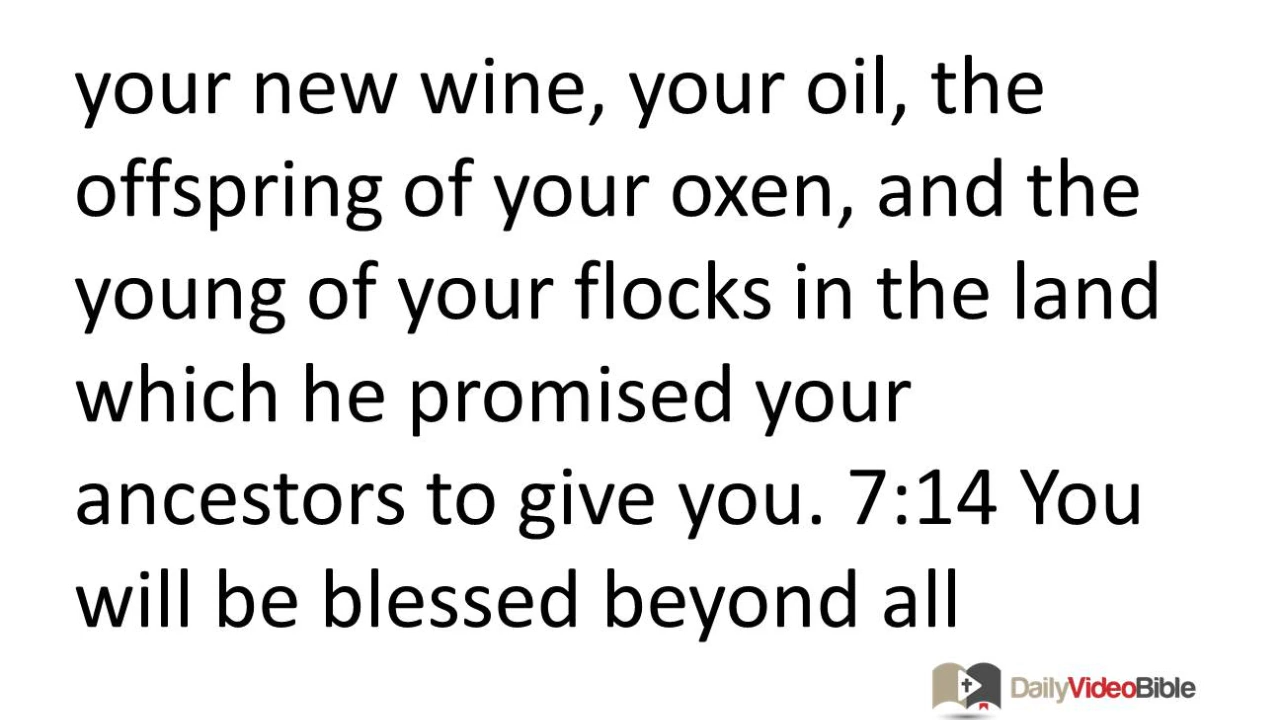 your new wine, your oil, the
offspring of your oxen, and the
young of your flocks in the land
which he promised your
ancestors to give you. 7:14 You
will be blessed beyond all
DailyVideoBible